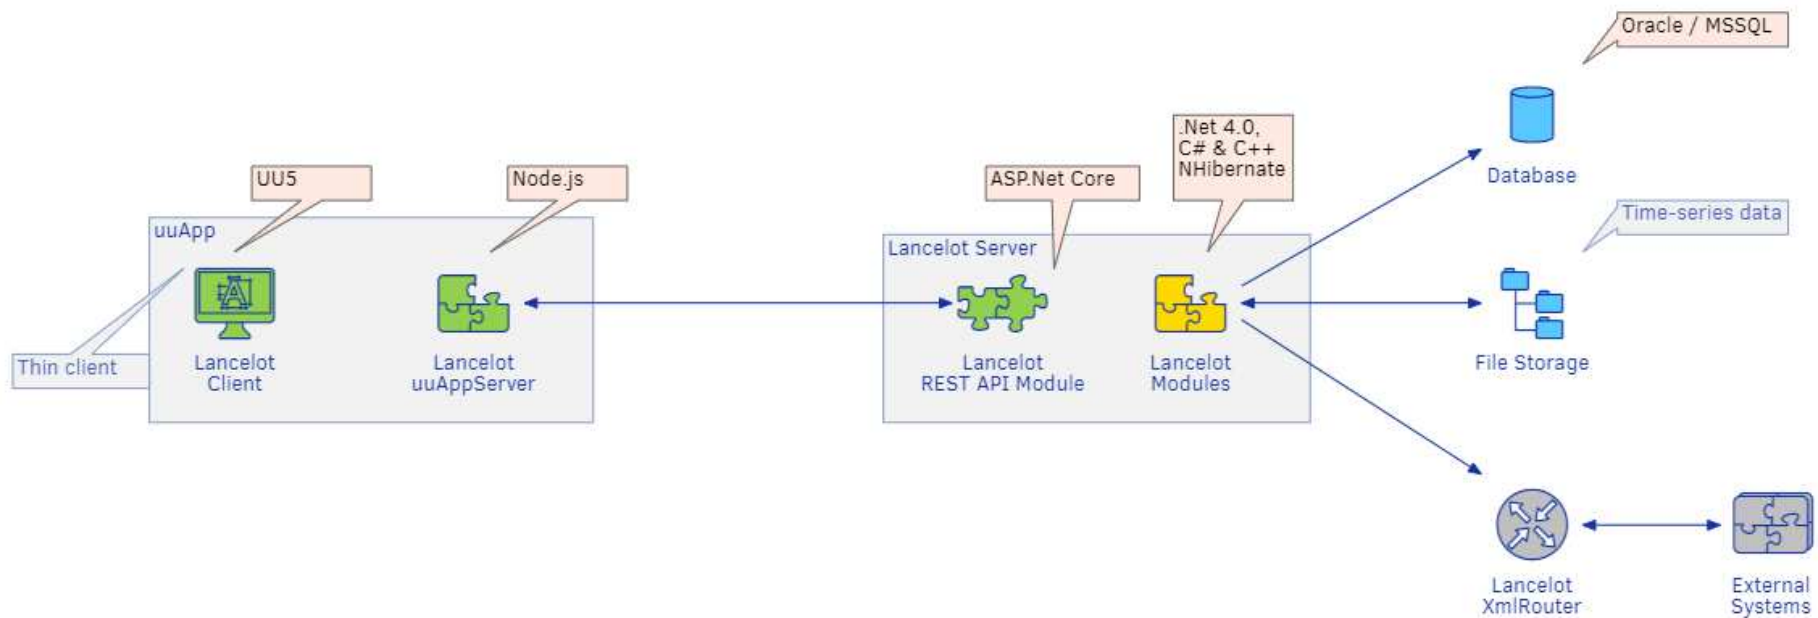 Oracle / MSSQL
.Net 4.0,
C# & C++
NHibernate
Database
UU5
Node.js
ASP.Net Core
Time-series data
uuApp
Lancelot Server
Thin client
Lancelot
Client
Lancelot
uuAppServer
Lancelot
REST API Module
Lancelot
Modules
File Storage
Lancelot
XmlRouter
External
Systems